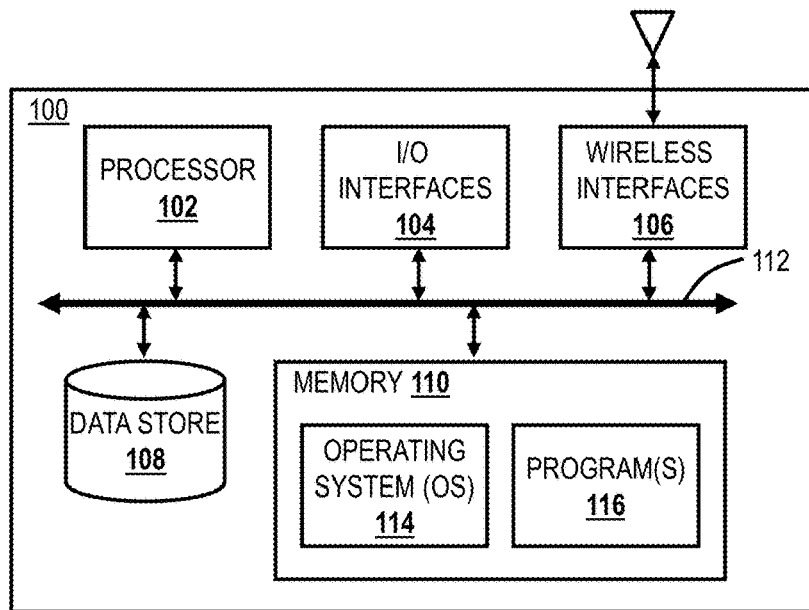 100
PROCESSOR
102
I/O
INTERFACES
104
WIRELESS
INTERFACES
106
112
DATA STORE
108
MEMORY 110
OPERATING
SYSTEM (OS)
114
PROGRAM(S)
116